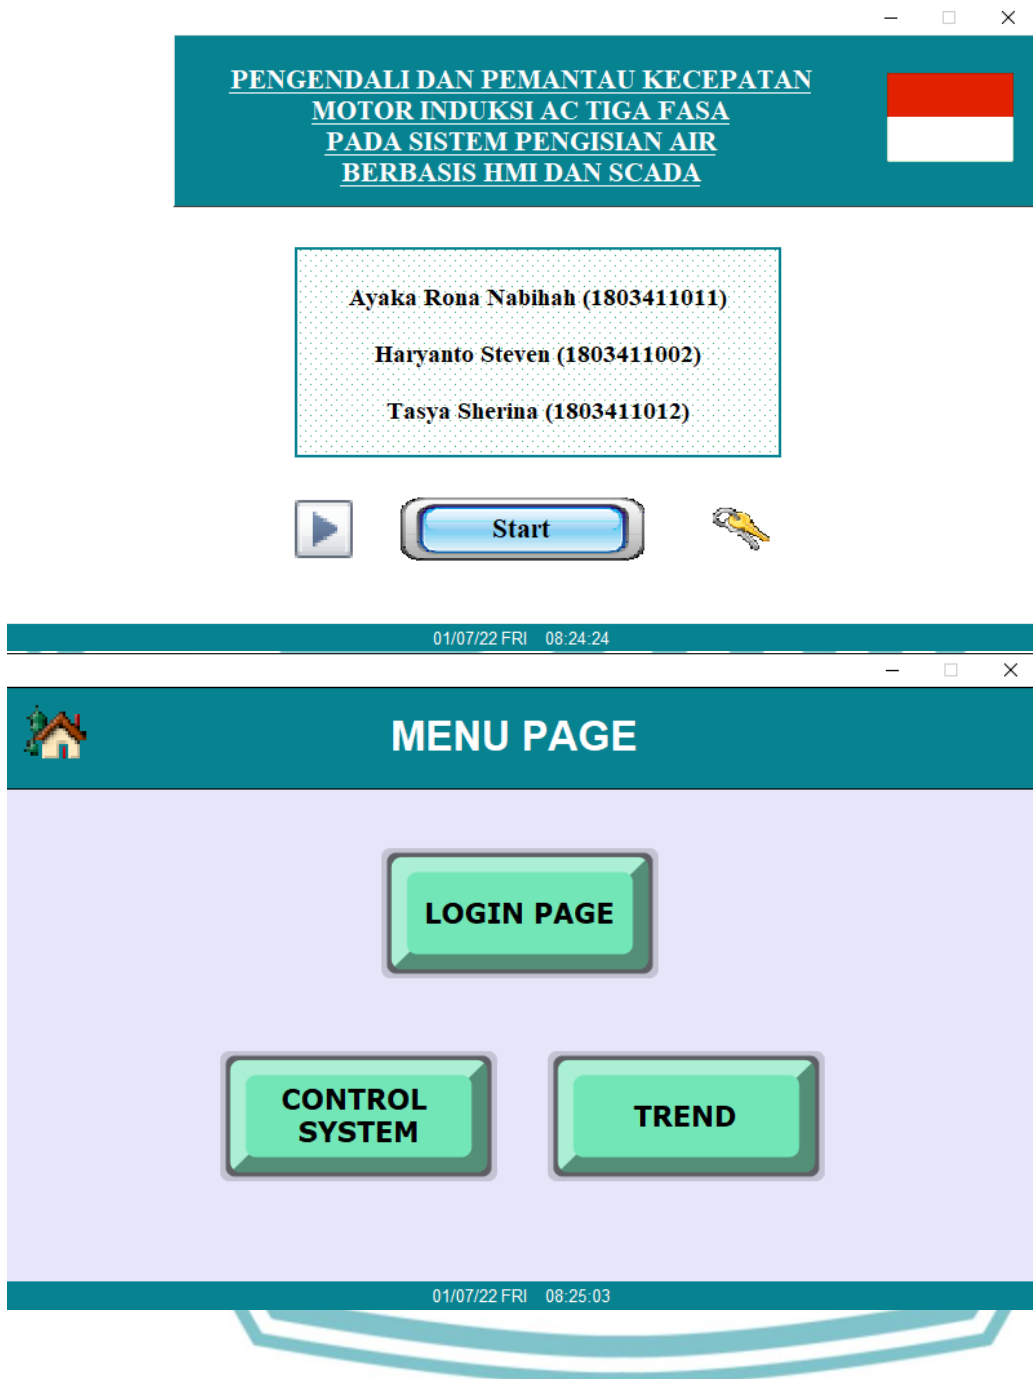 PENGENDALI DAN PEMANTAU KECEPATAN
MOTOR INDUKSI AC TIGA FASA
PADA SISTEM PENGISIAN AIR
BERBASIS HMI DAN SCADA
Ayaka Rona Nabihah (1803411011)
Haryanto Steven (1803411002)
Tasya Sherina (1803411012)
Start
01/07/22 FRI 08:24:24
MENU PAGE
LOGIN PAGE
CONTROL
SYSTEM
TREND
01/07/22 FRI 08:25:03